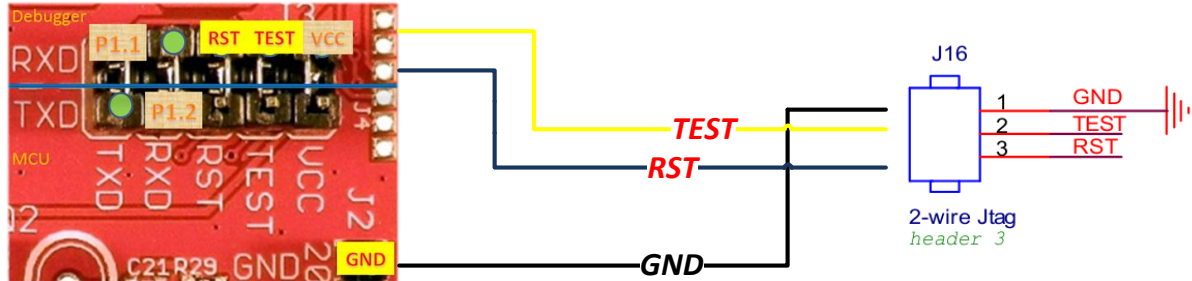 Debugger
P1.1
RST
TEST
VCC
RXD
TXD
P1.2
J4
MCU
TXD
RXD
RST
TEST
VCC
J2
C21
R29
GND
20
GND
TEST
RST
GND
J16
1
GND
2
TEST
3
RST
2-wire Jtag
header 3